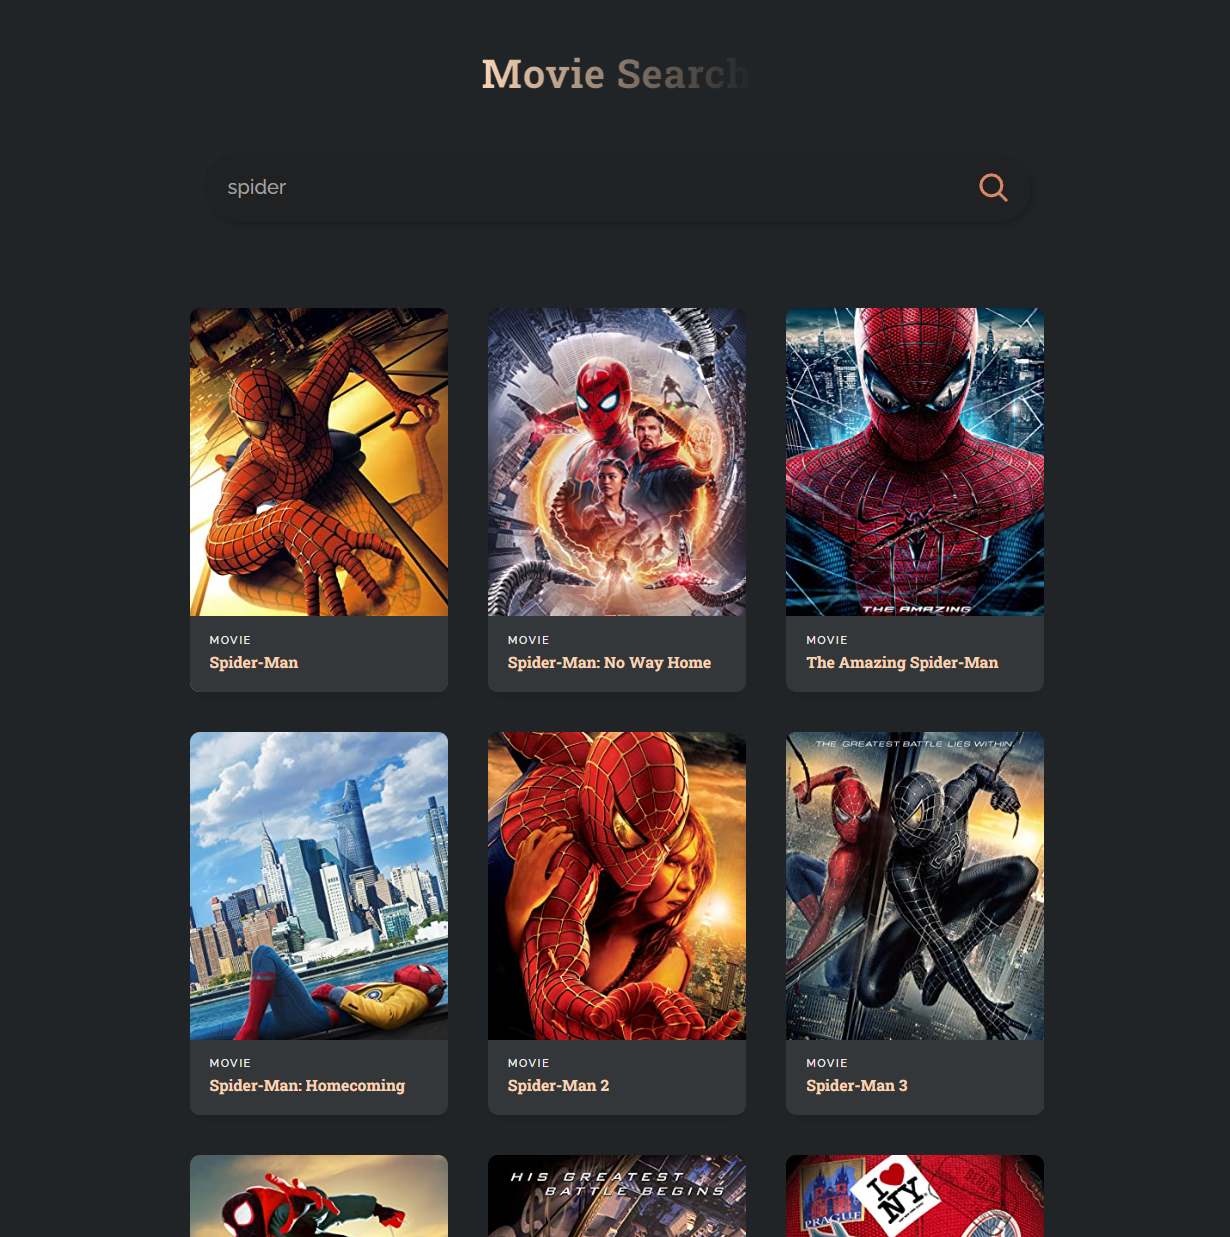 Movie Search
spider
THE AMAZING
MOVIE
Spider-Man
MOVIE
Spider-Man: No Way Home
MOVIE
The Amazing Spider-Man
THE GREATEST BATTLE LIES WITHIN.
MOVIE
Spider-Man: Homecoming
MOVIE
Spider-Man 2
MOVIE
Spider-Man 3
HIS GREATEST
BATTLE BEGINS
PRAGUE
I
NY
BERLIN